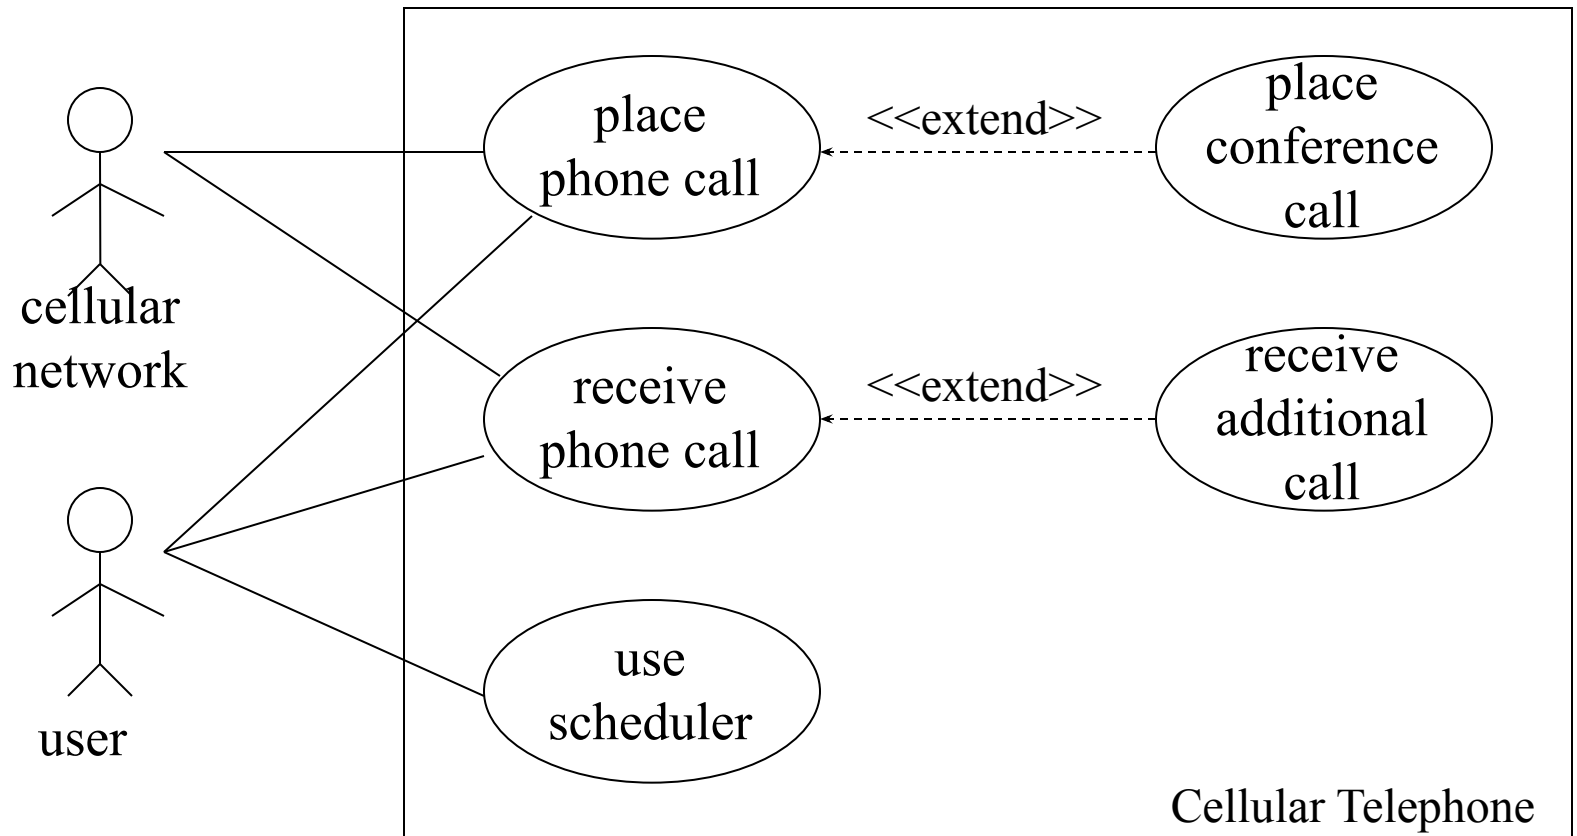 cellular
network
user
place
phone call
<<extend>>
place
conference
call
receive
phone call
<<extend>>
receive
additional
call
use
scheduler
Cellular Telephone